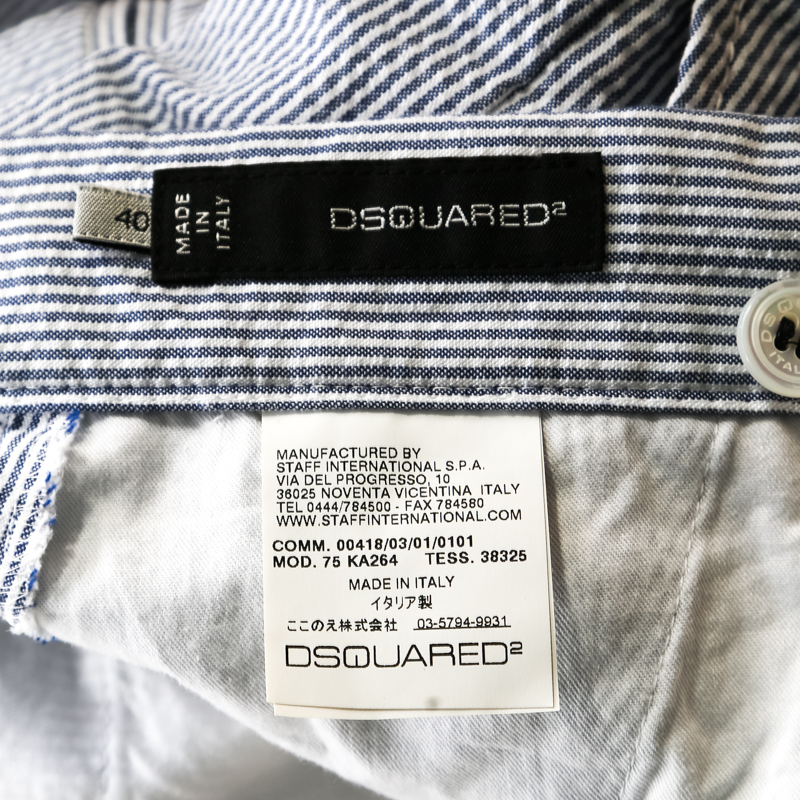 40
MADE
IN
ITALY
DSQUARED²
MANUFACTURED BY
STAFF INTERNATIONAL S.P.A.
VIA DEL PROGRESSO, 10
36025 NOVENTA VICENTINA ITALY
TEL 0444/784500 - FAX 784580
WWW.STAFFINTERNATIONAL.COM
COMM. 00418/03/01/0101
MOD. 75 KA264 TESS. 38325
MADE IN ITALY
イタリア製
ここのえ株式会社 03-5794-9931
DSQUARED²